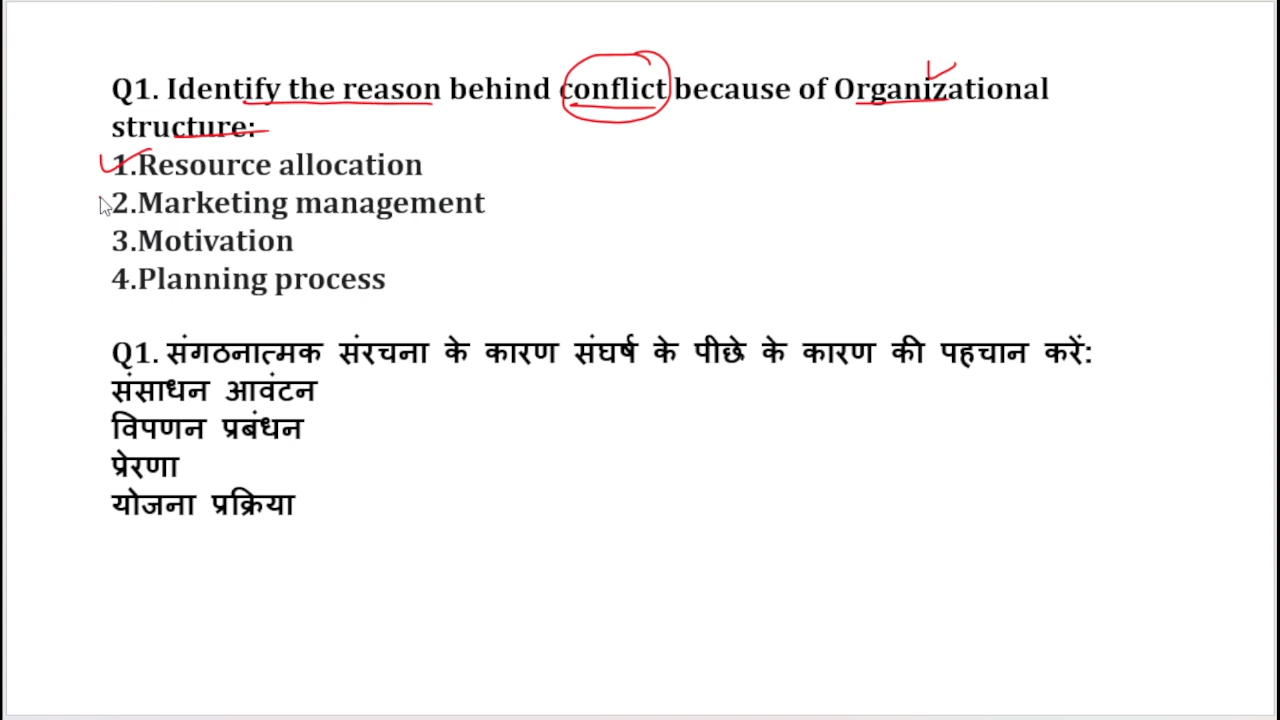 Q1. Identify the reason behind conflict because of Organizational
structure:
1.Resource allocation
2.Marketing management
3.Motivation
4.Planning process
Q1. संगठनात्मक संरचना के कारण संघर्ष के पीछे के कारण की पहचान करें:
संसाधन आवंटन
विपणन प्रबंधन
प्रेरणा
योजना प्रक्रिया